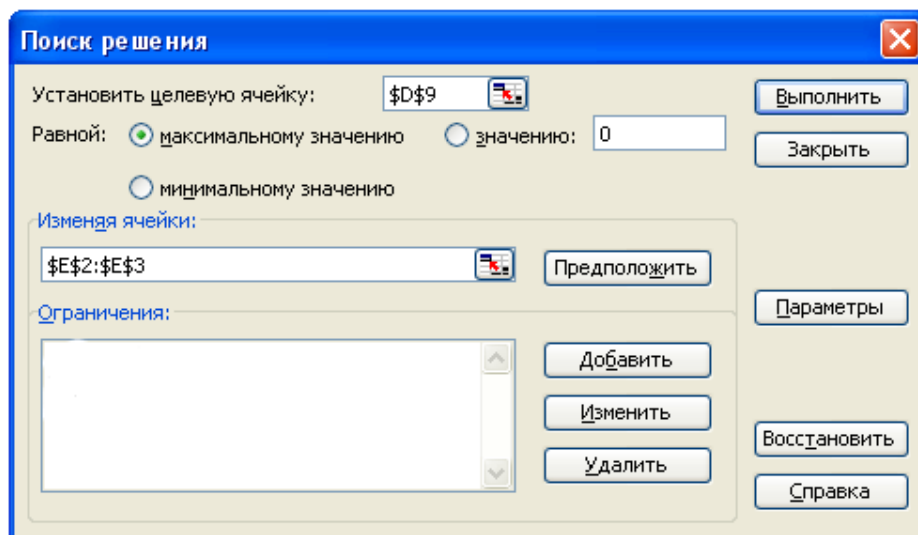 Поиск решения
Установить целевую ячейку: $D$9 Выполнить
Равной: максимальному значению значению: 0 Закрыть
минимальному значению
Изменяя ячейки:
$E$2:$E$3 Предположить
Параметры
Ограничения:
Добавить
Изменить
Восстановить
Удалить
Справка